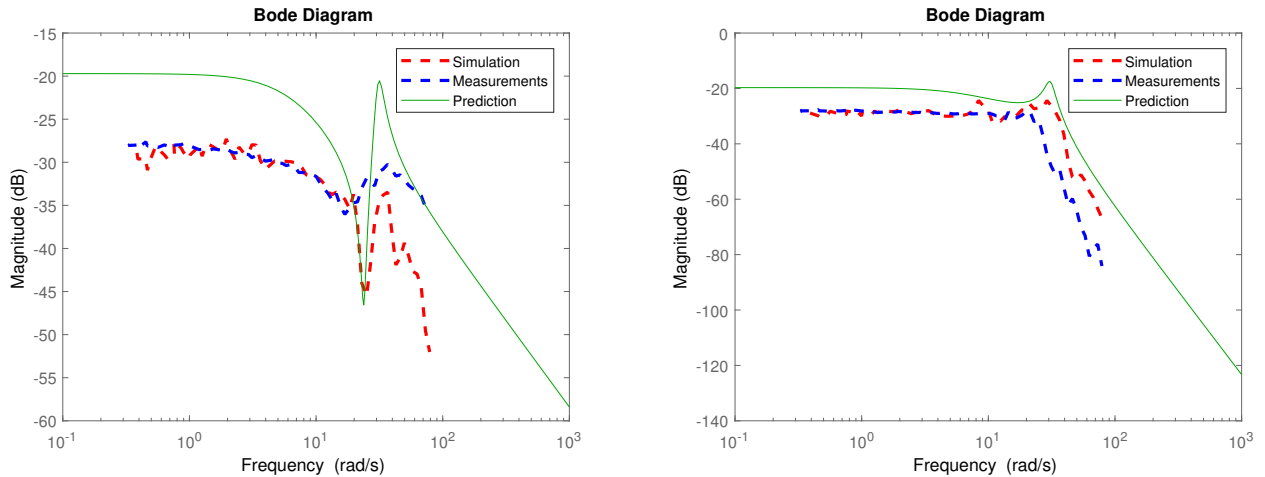 Bode Diagram
-15
-20
-25
-30
-35
-40
-45
-50
-55
-60
Magnitude (dB)
Simulation
Measurements
Prediction
10^-1
10^0
10^1
10^2
10^3
Frequency (rad/s)
Bode Diagram
0
-20
-40
-60
-80
-100
-120
-140
Magnitude (dB)
Simulation
Measurements
Prediction
10^-1
10^0
10^1
10^2
10^3
Frequency (rad/s)